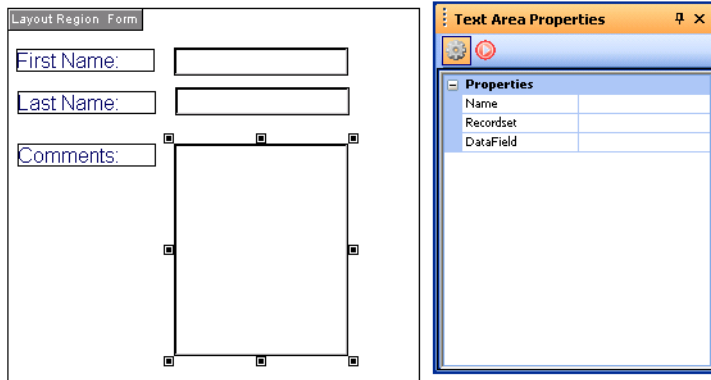 Layout Region Form
First Name:
Last Name:
Comments:
Text Area Properties
Properties
Name
Recordset
DataField